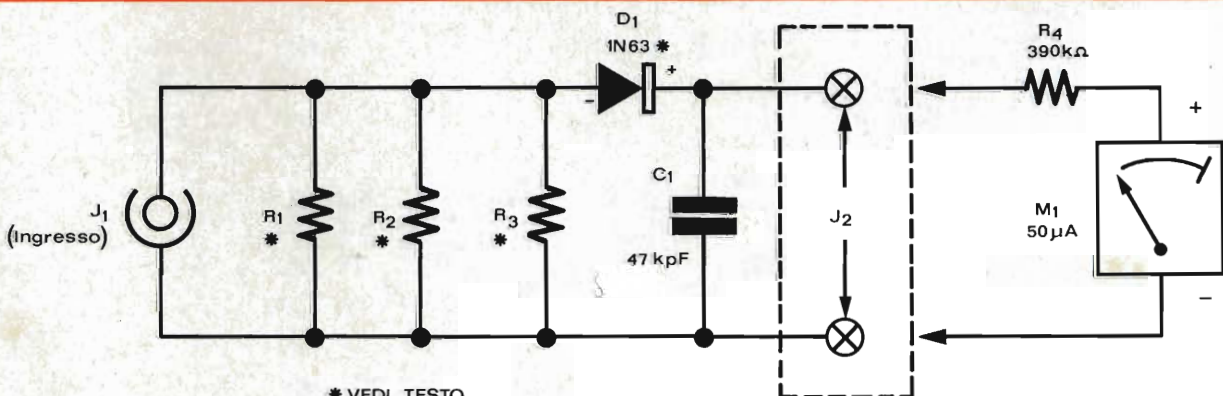 D1
1N63 *
R4
390kΩ
+
-
+
J1
(Ingresso)
R1
*
R2
*
R3
*
C1
47 kpF
J2
M1
50µA
-
* VEDI TESTO